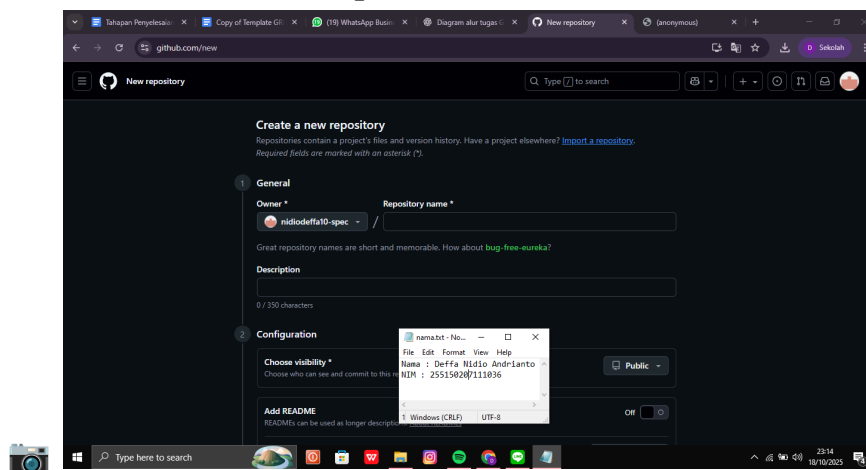 Tahapan Penyelesaia
Copy of Template GI
(19) WhatsApp Busin
Diagram alur tugas G
New repository
(anonymous)
github.com/new
Sekolah
New repository
Type / to search
Create a new repository
Repositories contain a project's files and version history. Have a project elsewhere? Import a repository.
Required fields are marked with an asterisk (*).
1 General
Owner *
Repository name *
nidiodeffa10-spec /
Great repository names are short and memorable. How about bug-free-eureka?
Description
0 / 350 characters
2 Configuration
Choose visibility *
Choose who can see and commit to this re
Public
Add README
READMEs can be used as longer descriptio
Off
nama.txt - No...
File Edit Format View Help
Nama : Deffa Nidio Andrianto
NIM : 255150207111036
1 Windows (CRLF) UTF-8
Type here to search
23:14
18/10/2025